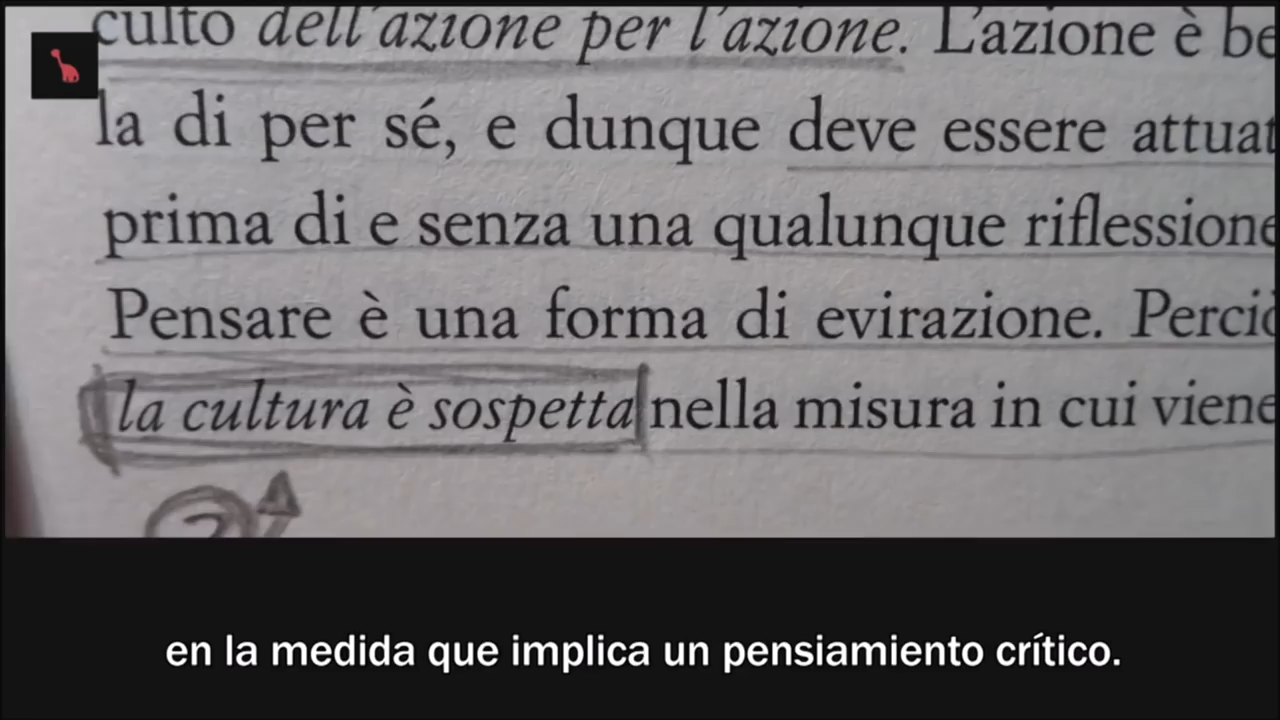 culto dell'azione per l'azione. L'azione è be
la di per sé, e dunque deve essere attuat
prima di e senza una qualunque riflessione
Pensare è una forma di evirazione. Perciò
la cultura è sospetta nella misura in cui viene
2
en la medida que implica un pensiamiento crítico.